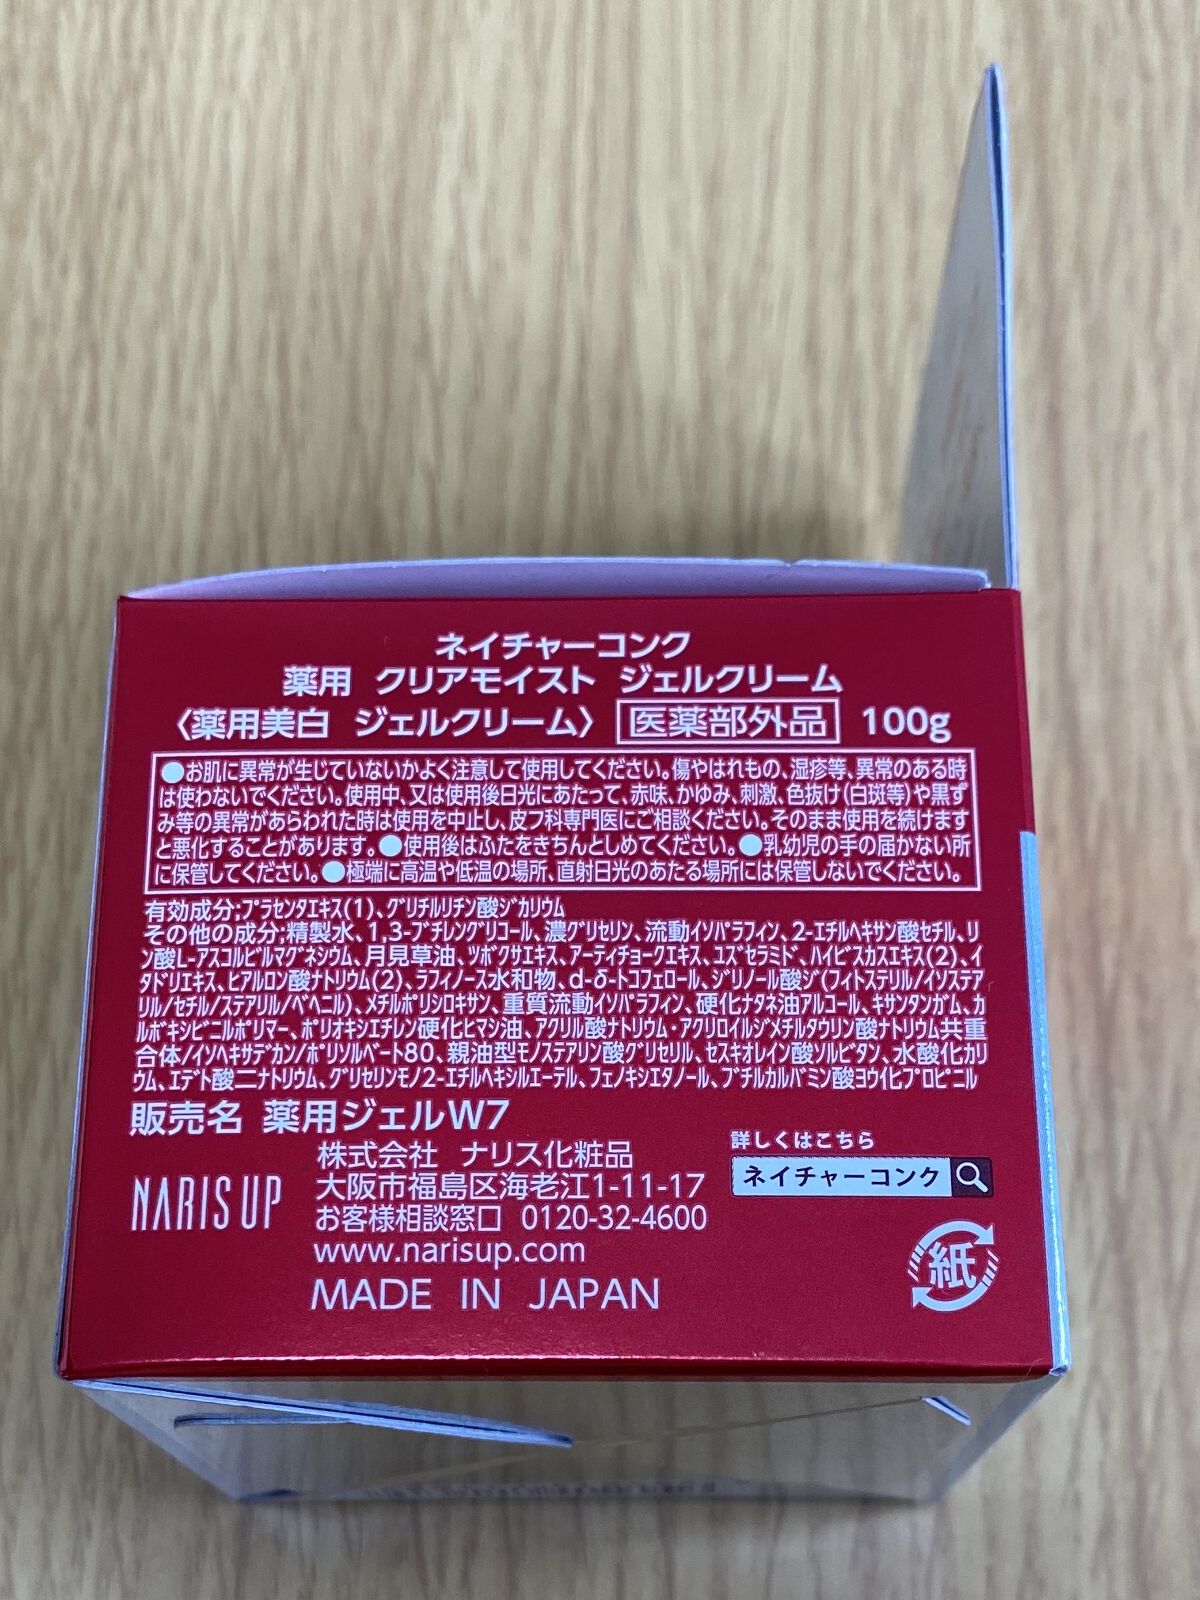 ネイチャーコンク
薬用 クリアモイスト ジェルクリーム
〈薬用美白 ジェルクリーム〉 医薬部外品 100g
●お肌に異常が生じていないかよく注意して使用してください。傷やはれもの、湿疹等、異常のある時
は使わないでください。使用中、又は使用後日光にあたって、赤味、かゆみ、刺激、色抜け(白斑等)や黒ず
み等の異常があらわれた時は使用を中止し、皮フ科専門医にご相談ください。そのまま使用を続けます
と悪化することがあります。●使用後はふたをきちんとしめてください。●乳幼児の手の届かない所
に保管してください。●極端に高温や低温の場所、直射日光のあたる場所には保管しないでください。
有効成分;プラセンタエキス(1)、グリチルリチン酸ジカリウム
その他の成分;精製水、1,3-ブチレングリコール、濃グリセリン、流動イソパラフィン、2-エチルヘキサン酸セチル、リ
ン酸L-アスコルビルマグネシウム、月見草油、ツボクサエキス、アーティチョークエキス、ユズセラミド、ハイビスカスエキス(2)、イ
タドリエキス、ヒアルロン酸ナトリウム(2)、ラフィノース水和物、d-δ-トコフェロール、ジリノール酸ジ(フィトステリル/イソステア
リル/セチル/ステアリル/ベヘニル)、メチルポリシロキサン、重質流動イソパラフィン、硬化ナタネ油アルコール、キサンタンガム、カ
ルボキシビニルポリマー、ポリオキシエチレン硬化ヒマシ油、アクリル酸ナトリウム・アクリロイルジメチルタウリン酸ナトリウム共重
合体/イソヘキサデカン/ポリソルベート80、親油型モノステアリン酸グリセリル、セスキオレイン酸ソルビタン、水酸化カリ
ウム、エデト酸二ナトリウム、グリセリンモノ2-エチルヘキシルエーテル、フェノキシエタノール、ブチルカルバミン酸ヨウ化プロピニル
販売名 薬用ジェルW7
NARIS UP
株式会社 ナリス化粧品
大阪市福島区海老江1-11-17
お客様相談窓口 0120-32-4600
www.narisup.com
MADE IN JAPAN
詳しくはこちら
ネイチャーコンク
紙